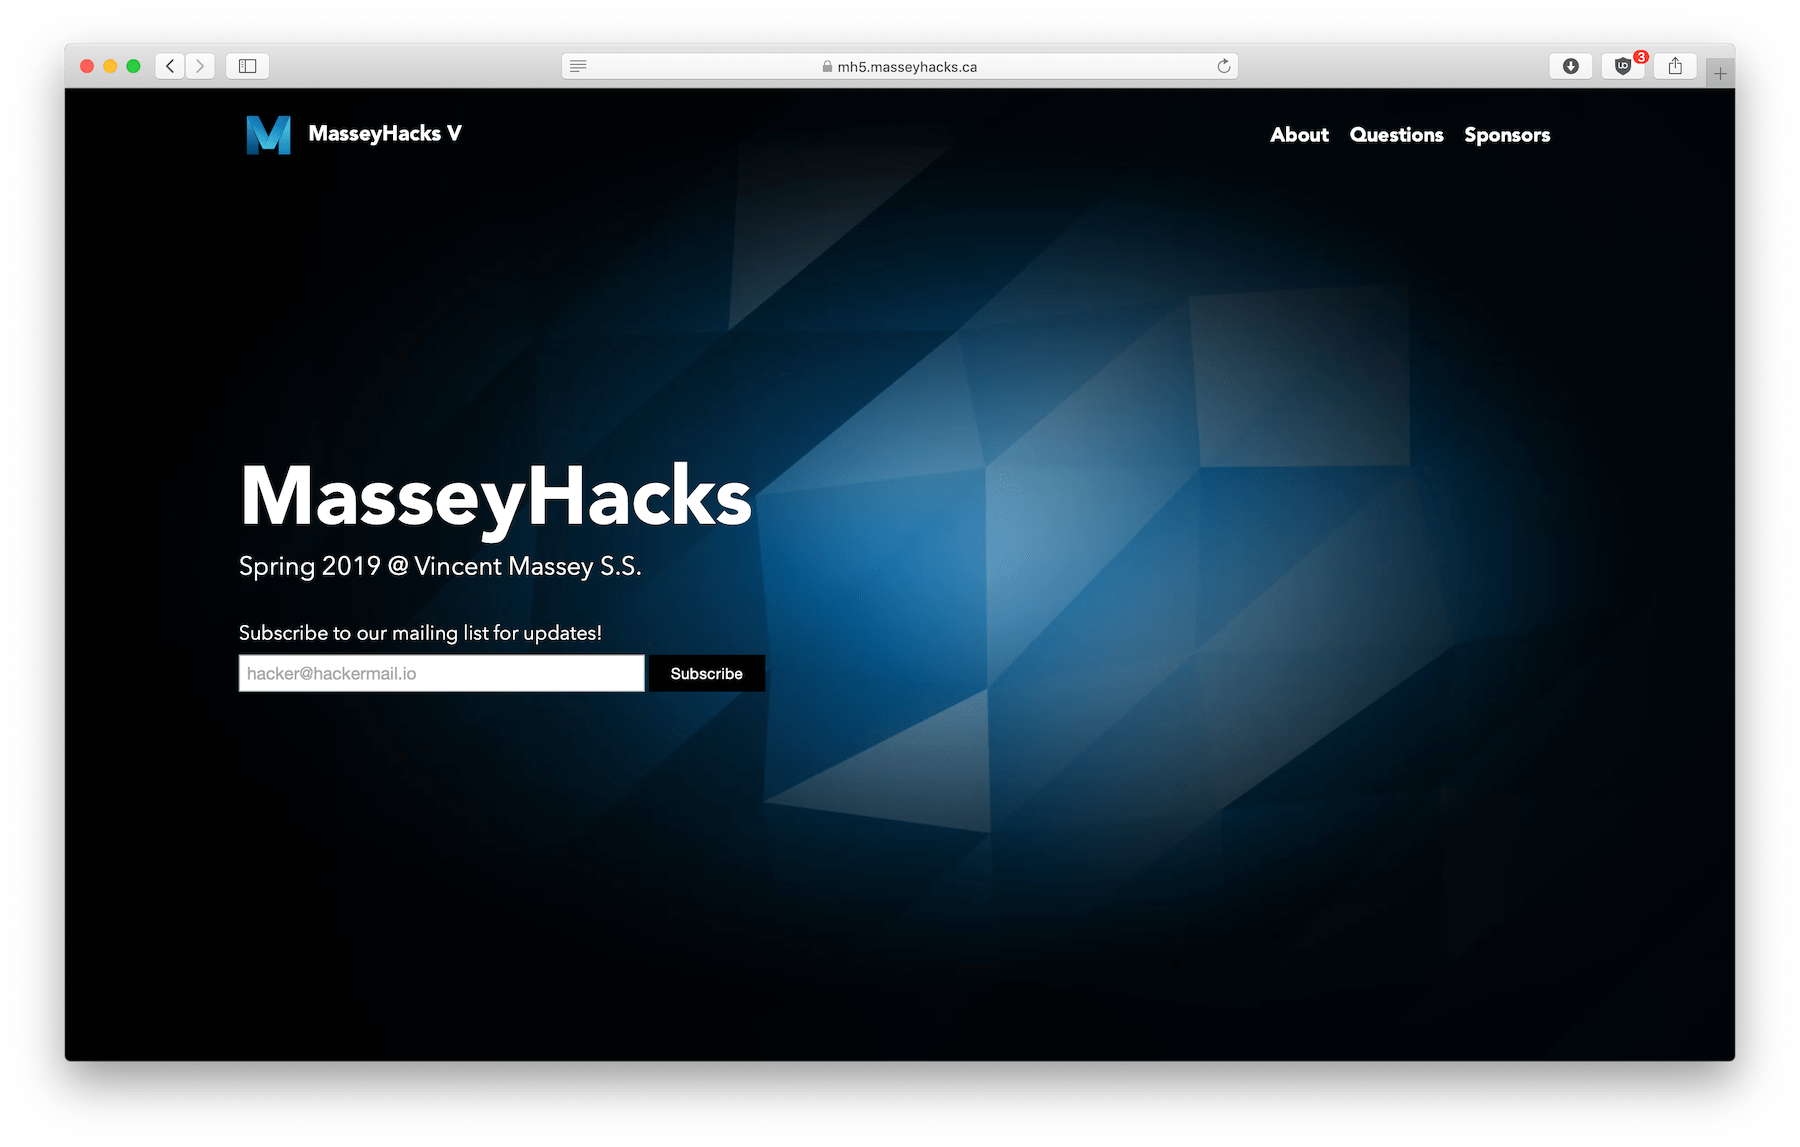 mh5.masseyhacks.ca
3
MasseyHacks V
About Questions Sponsors
MasseyHacks
Spring 2019 @ Vincent Massey S.S.
Subscribe to our mailing list for updates!
hacker@hackermail.io
Subscribe